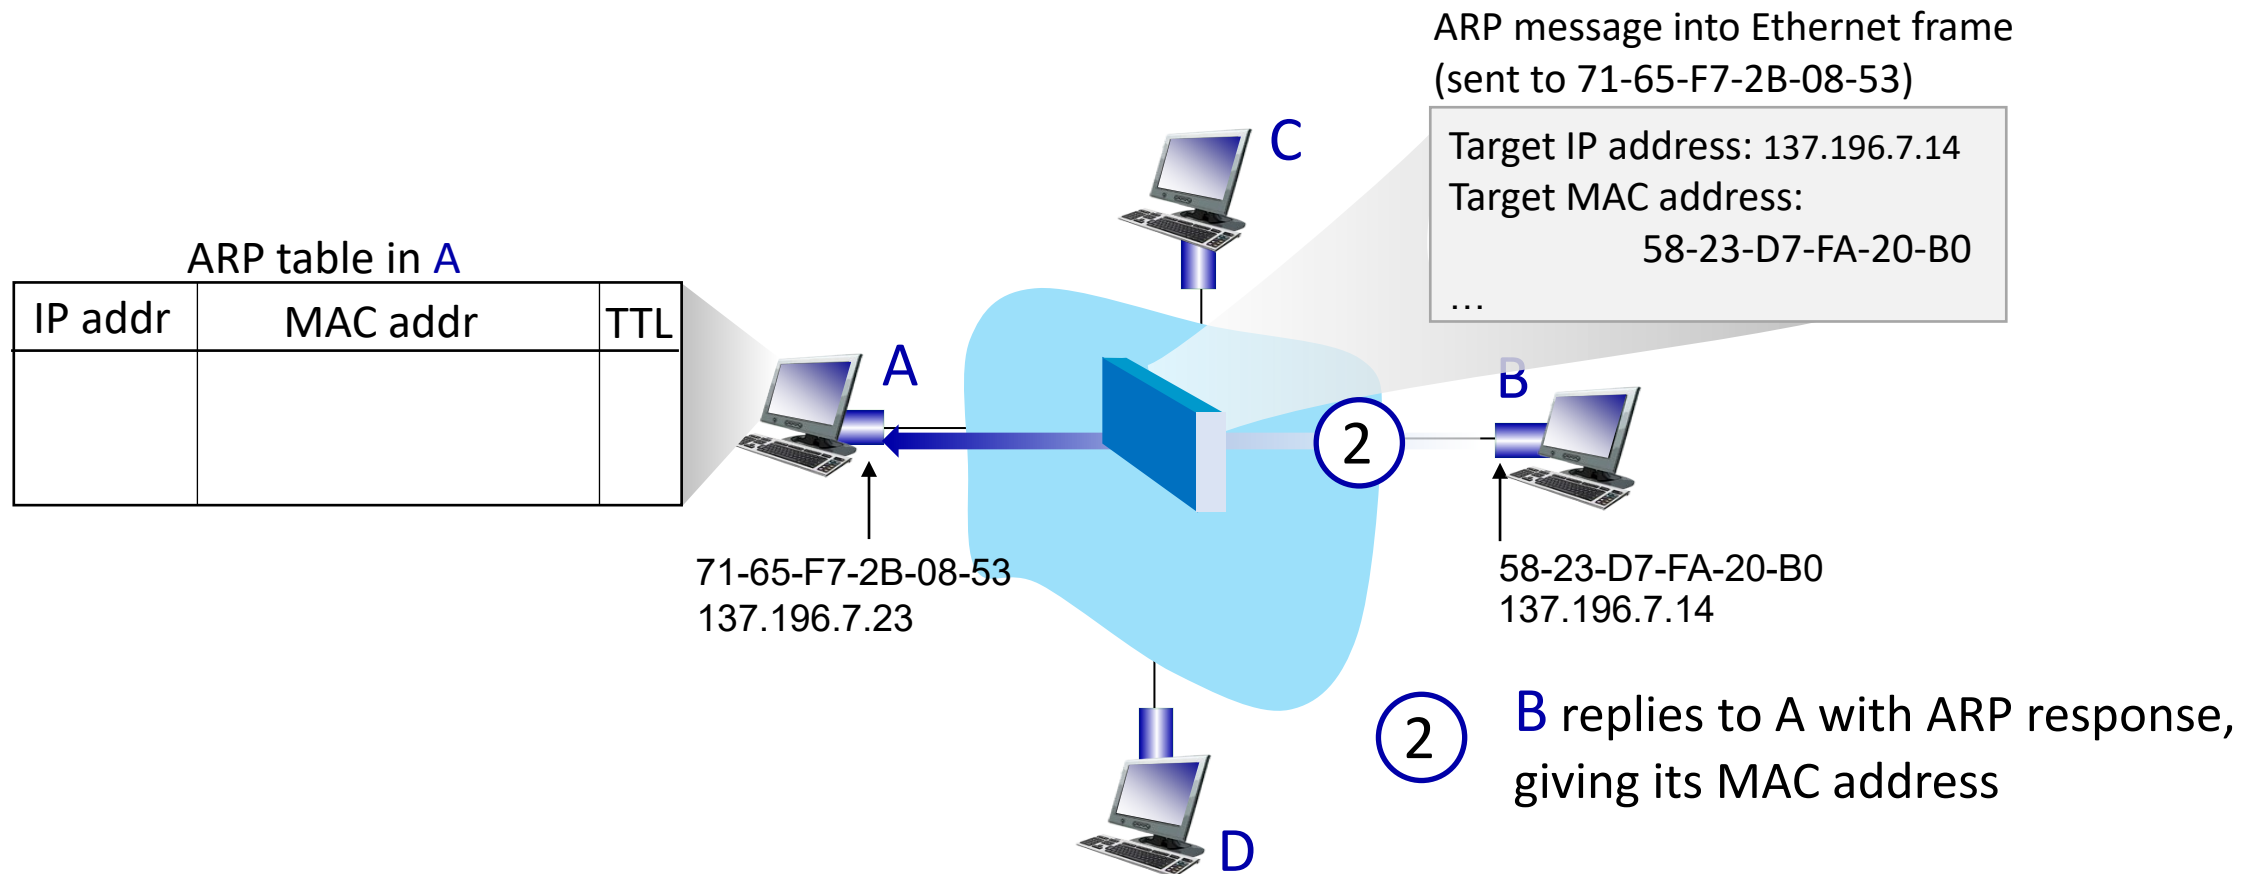 ARP message into Ethernet frame
(sent to 71-65-F7-2B-08-53)
Target IP address: 137.196.7.14
Target MAC address:
58-23-D7-FA-20-B0
…
C
ARP table in A
IP addr MAC addr TTL
A
B
2
71-65-F7-2B-08-53
137.196.7.23
58-23-D7-FA-20-B0
137.196.7.14
2 B replies to A with ARP response,
giving its MAC address
D